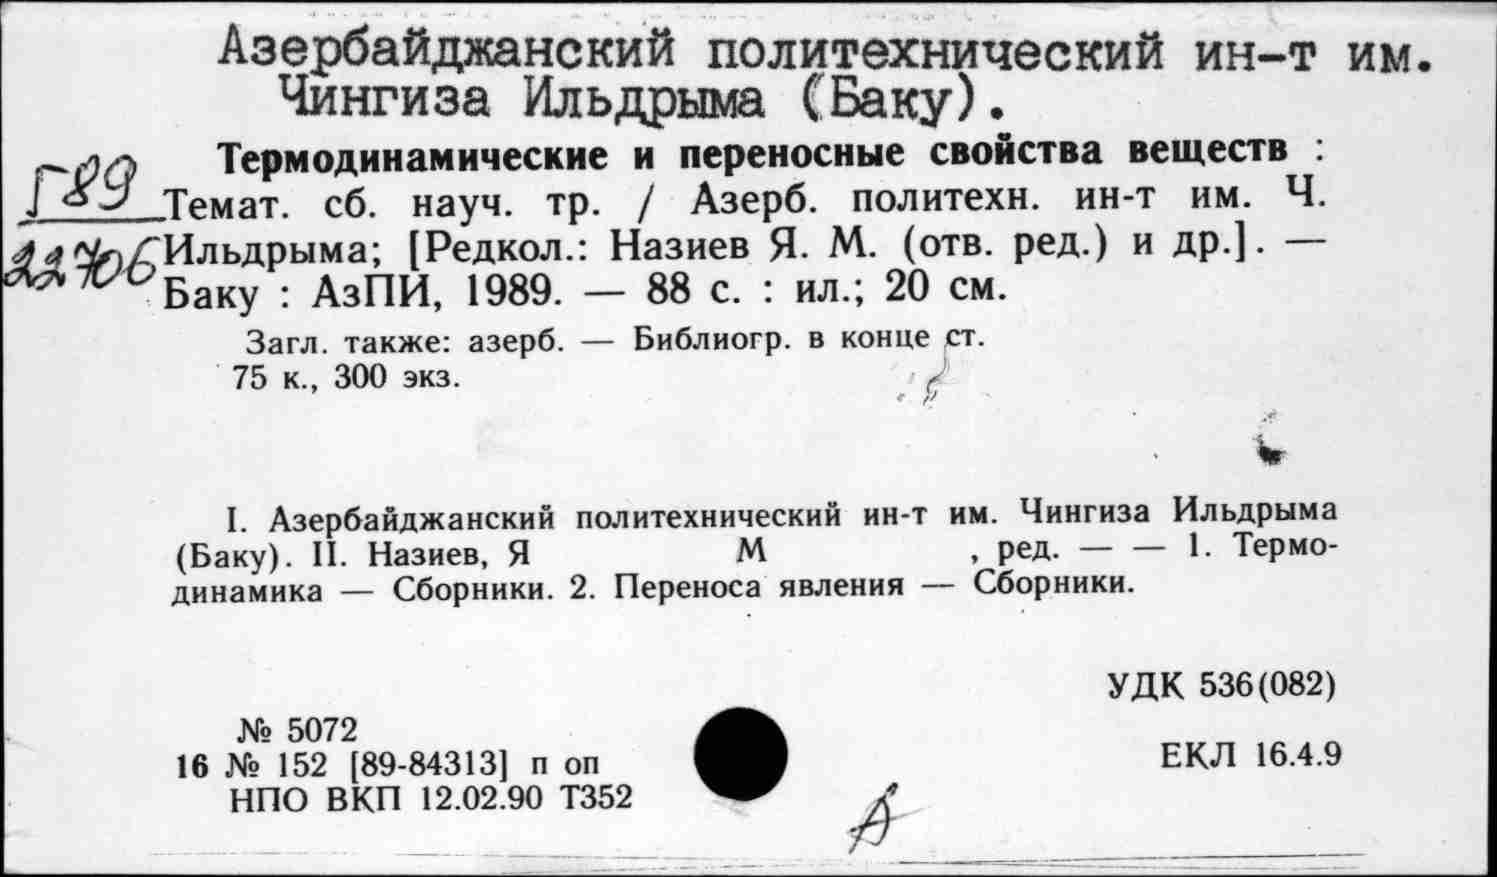 Азербайджанский политехнический ин-т им.
Чингиза Ильдрыма (Баку).
Термодинамические и переносные свойства веществ :
Г89
Темат. сб. науч. тр. / Азерб. политехн. ин-т им. Ч.
Ильдрыма; [Редкол.: Назиев Я. М. (отв. ред.) и др.]. —
Баку : АзПИ, 1989. — 88 с. : ил.; 20 см.
Загл. также: азерб. — Библиогр. в конце ст.
75 к., 300 экз.
I. Азербайджанский политехнический ин-т им. Чингиза Ильдрыма
(Баку). II. Назиев, Я М , ред. — — 1. Термо-
динамика — Сборники. 2. Переноса явления — Сборники.
УДК 536(082)
№ 5072
16 № 152 [89-84313] п оп
ЕКЛ 16.4.9
НПО ВКП 12.02.90 Т352